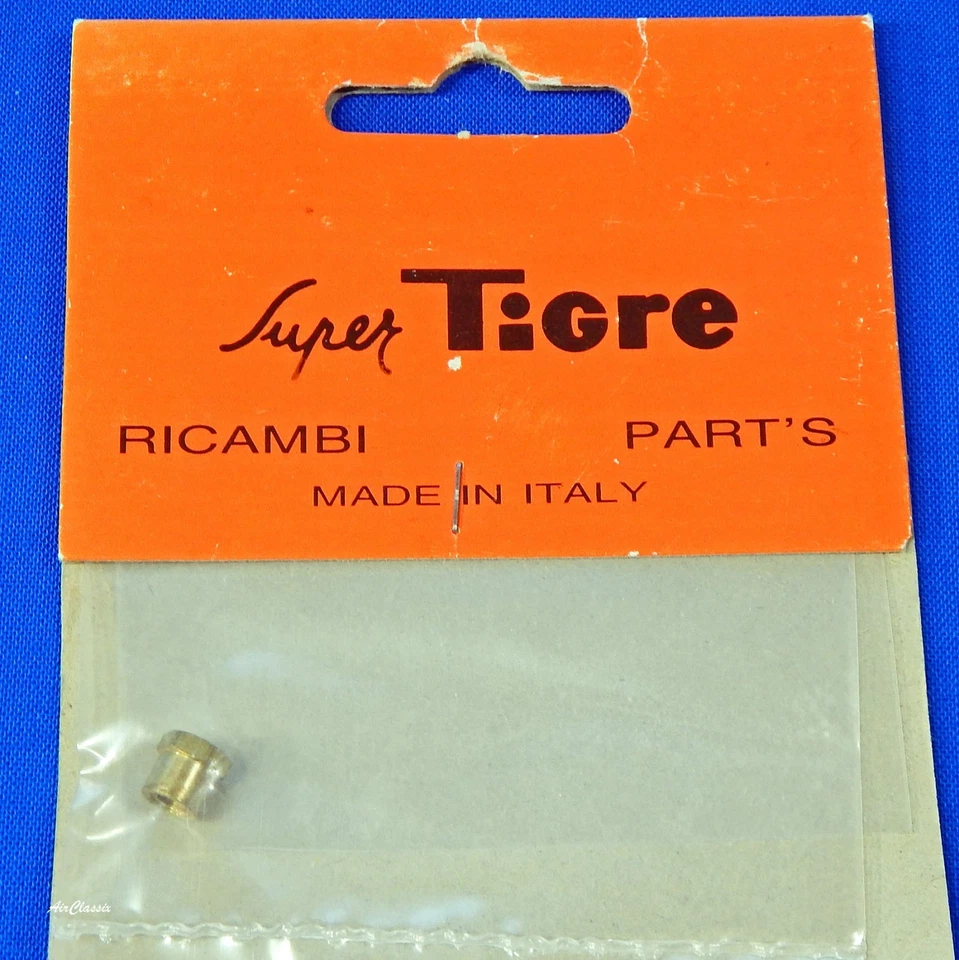 Super Tigre
RICAMBI PART'S
MADE IN ITALY
AirClassix